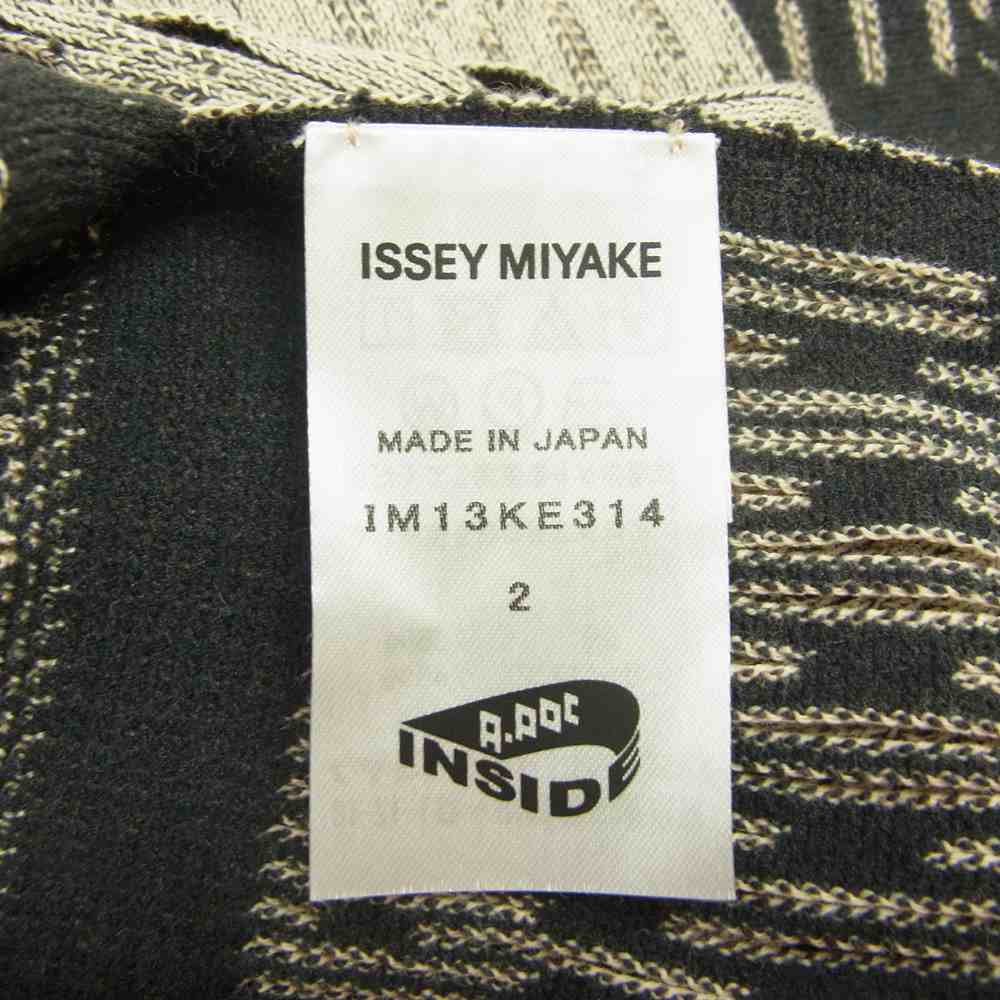 ISSEY MIYAKE
MADE IN JAPAN
IM13KE314
2
A.POC
INSIDE